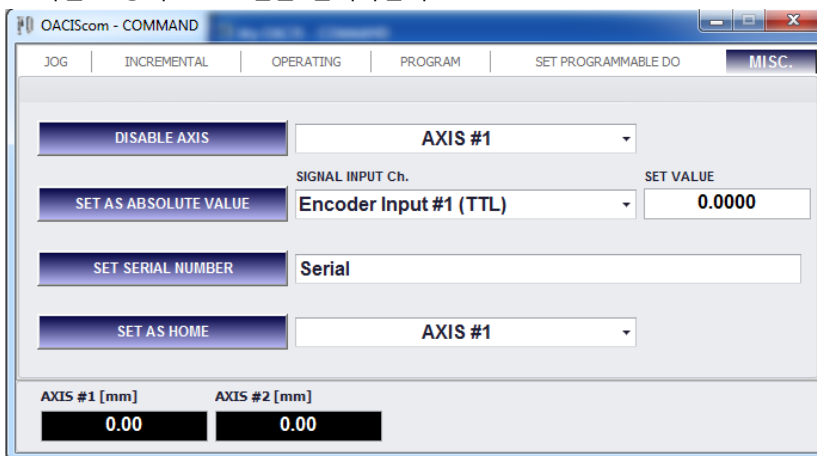 OACIScom - COMMAND
JOG INCREMENTAL OPERATING PROGRAM SET PROGRAMMABLE DO MISC.
DISABLE AXIS AXIS #1
SIGNAL INPUT Ch. SET VALUE
SET AS ABSOLUTE VALUE Encoder Input #1 (TTL) 0.0000
SET SERIAL NUMBER Serial
SET AS HOME AXIS #1
AXIS #1 [mm] AXIS #2 [mm]
0.00 0.00